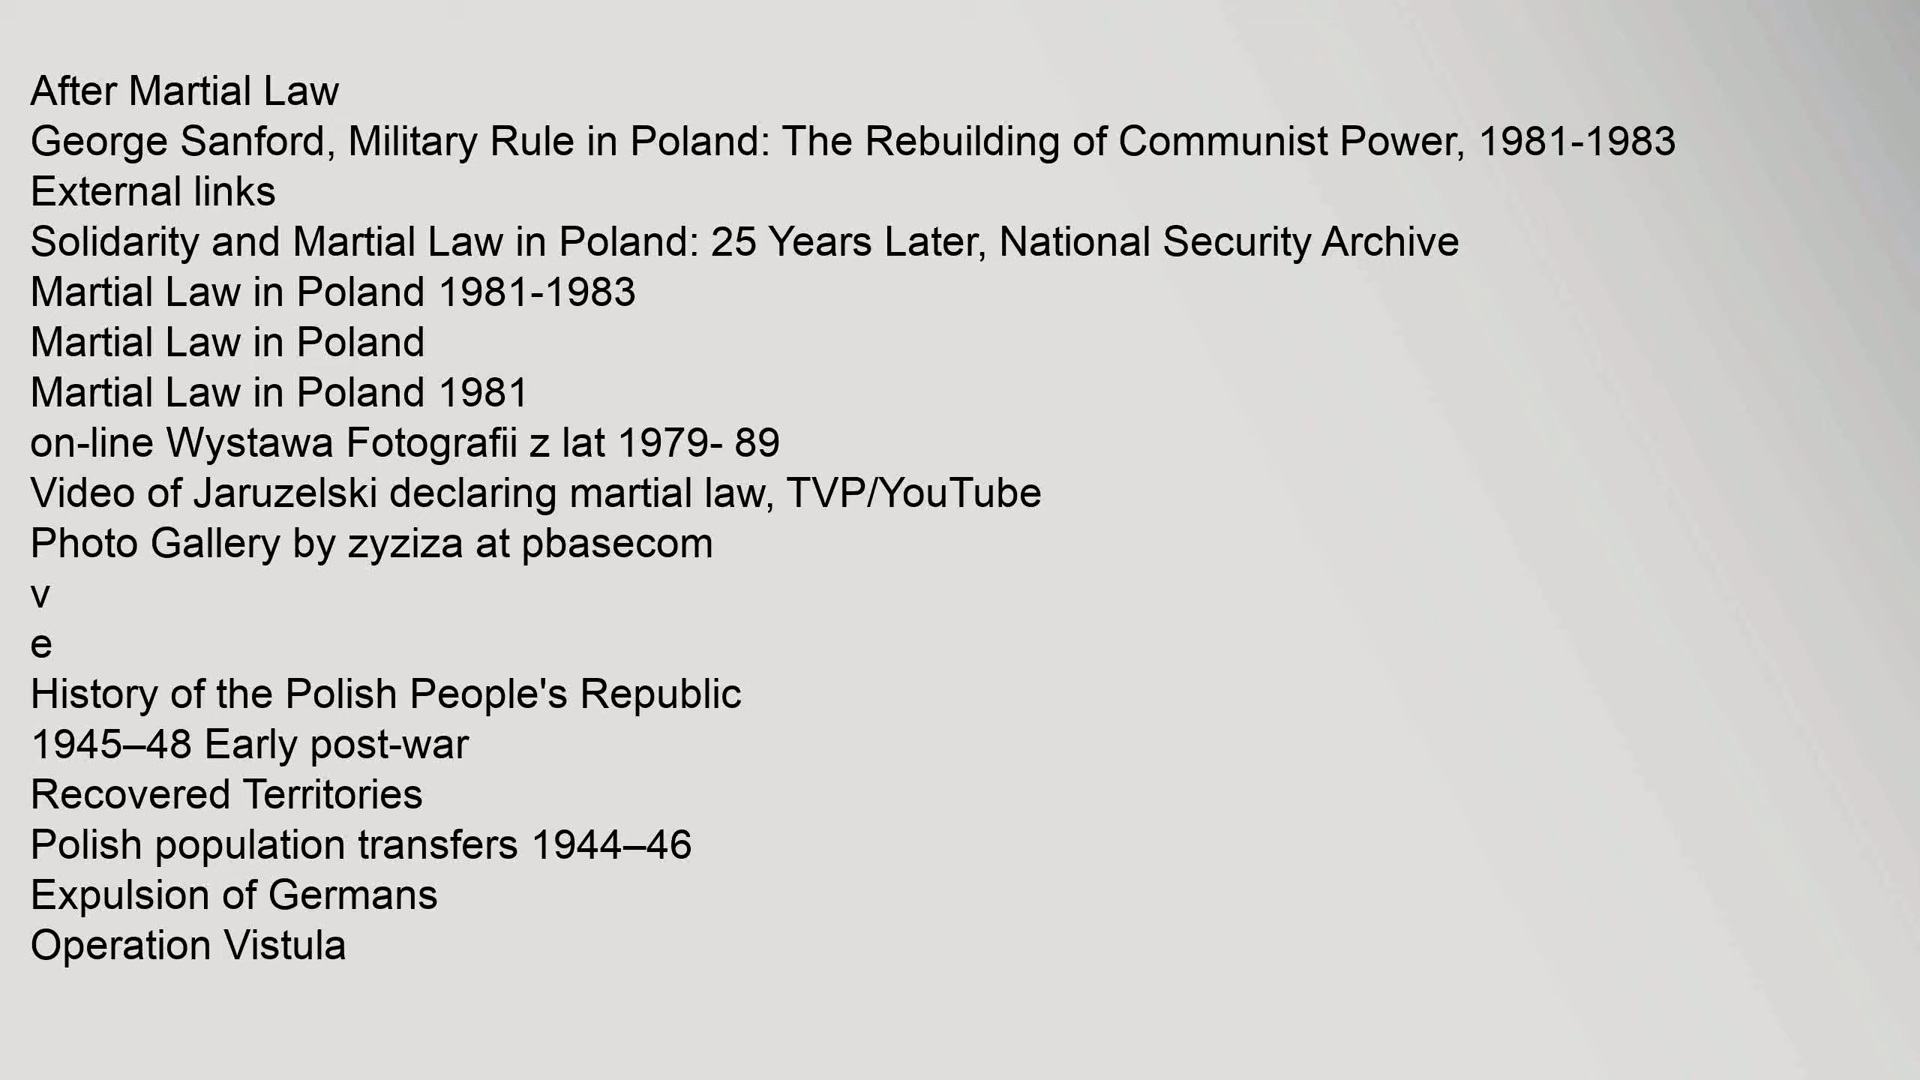 After Martial Law
George Sanford, Military Rule in Poland: The Rebuilding of Communist Power, 1981-1983
External links
Solidarity and Martial Law in Poland: 25 Years Later, National Security Archive
Martial Law in Poland 1981-1983
Martial Law in Poland
Martial Law in Poland 1981
on-line Wystawa Fotografii z lat 1979- 89
Video of Jaruzelski declaring martial law, TVP/YouTube
Photo Gallery by zyziza at pbasecom
v
e
History of the Polish People's Republic
1945–48 Early post-war
Recovered Territories
Polish population transfers 1944–46
Expulsion of Germans
Operation Vistula